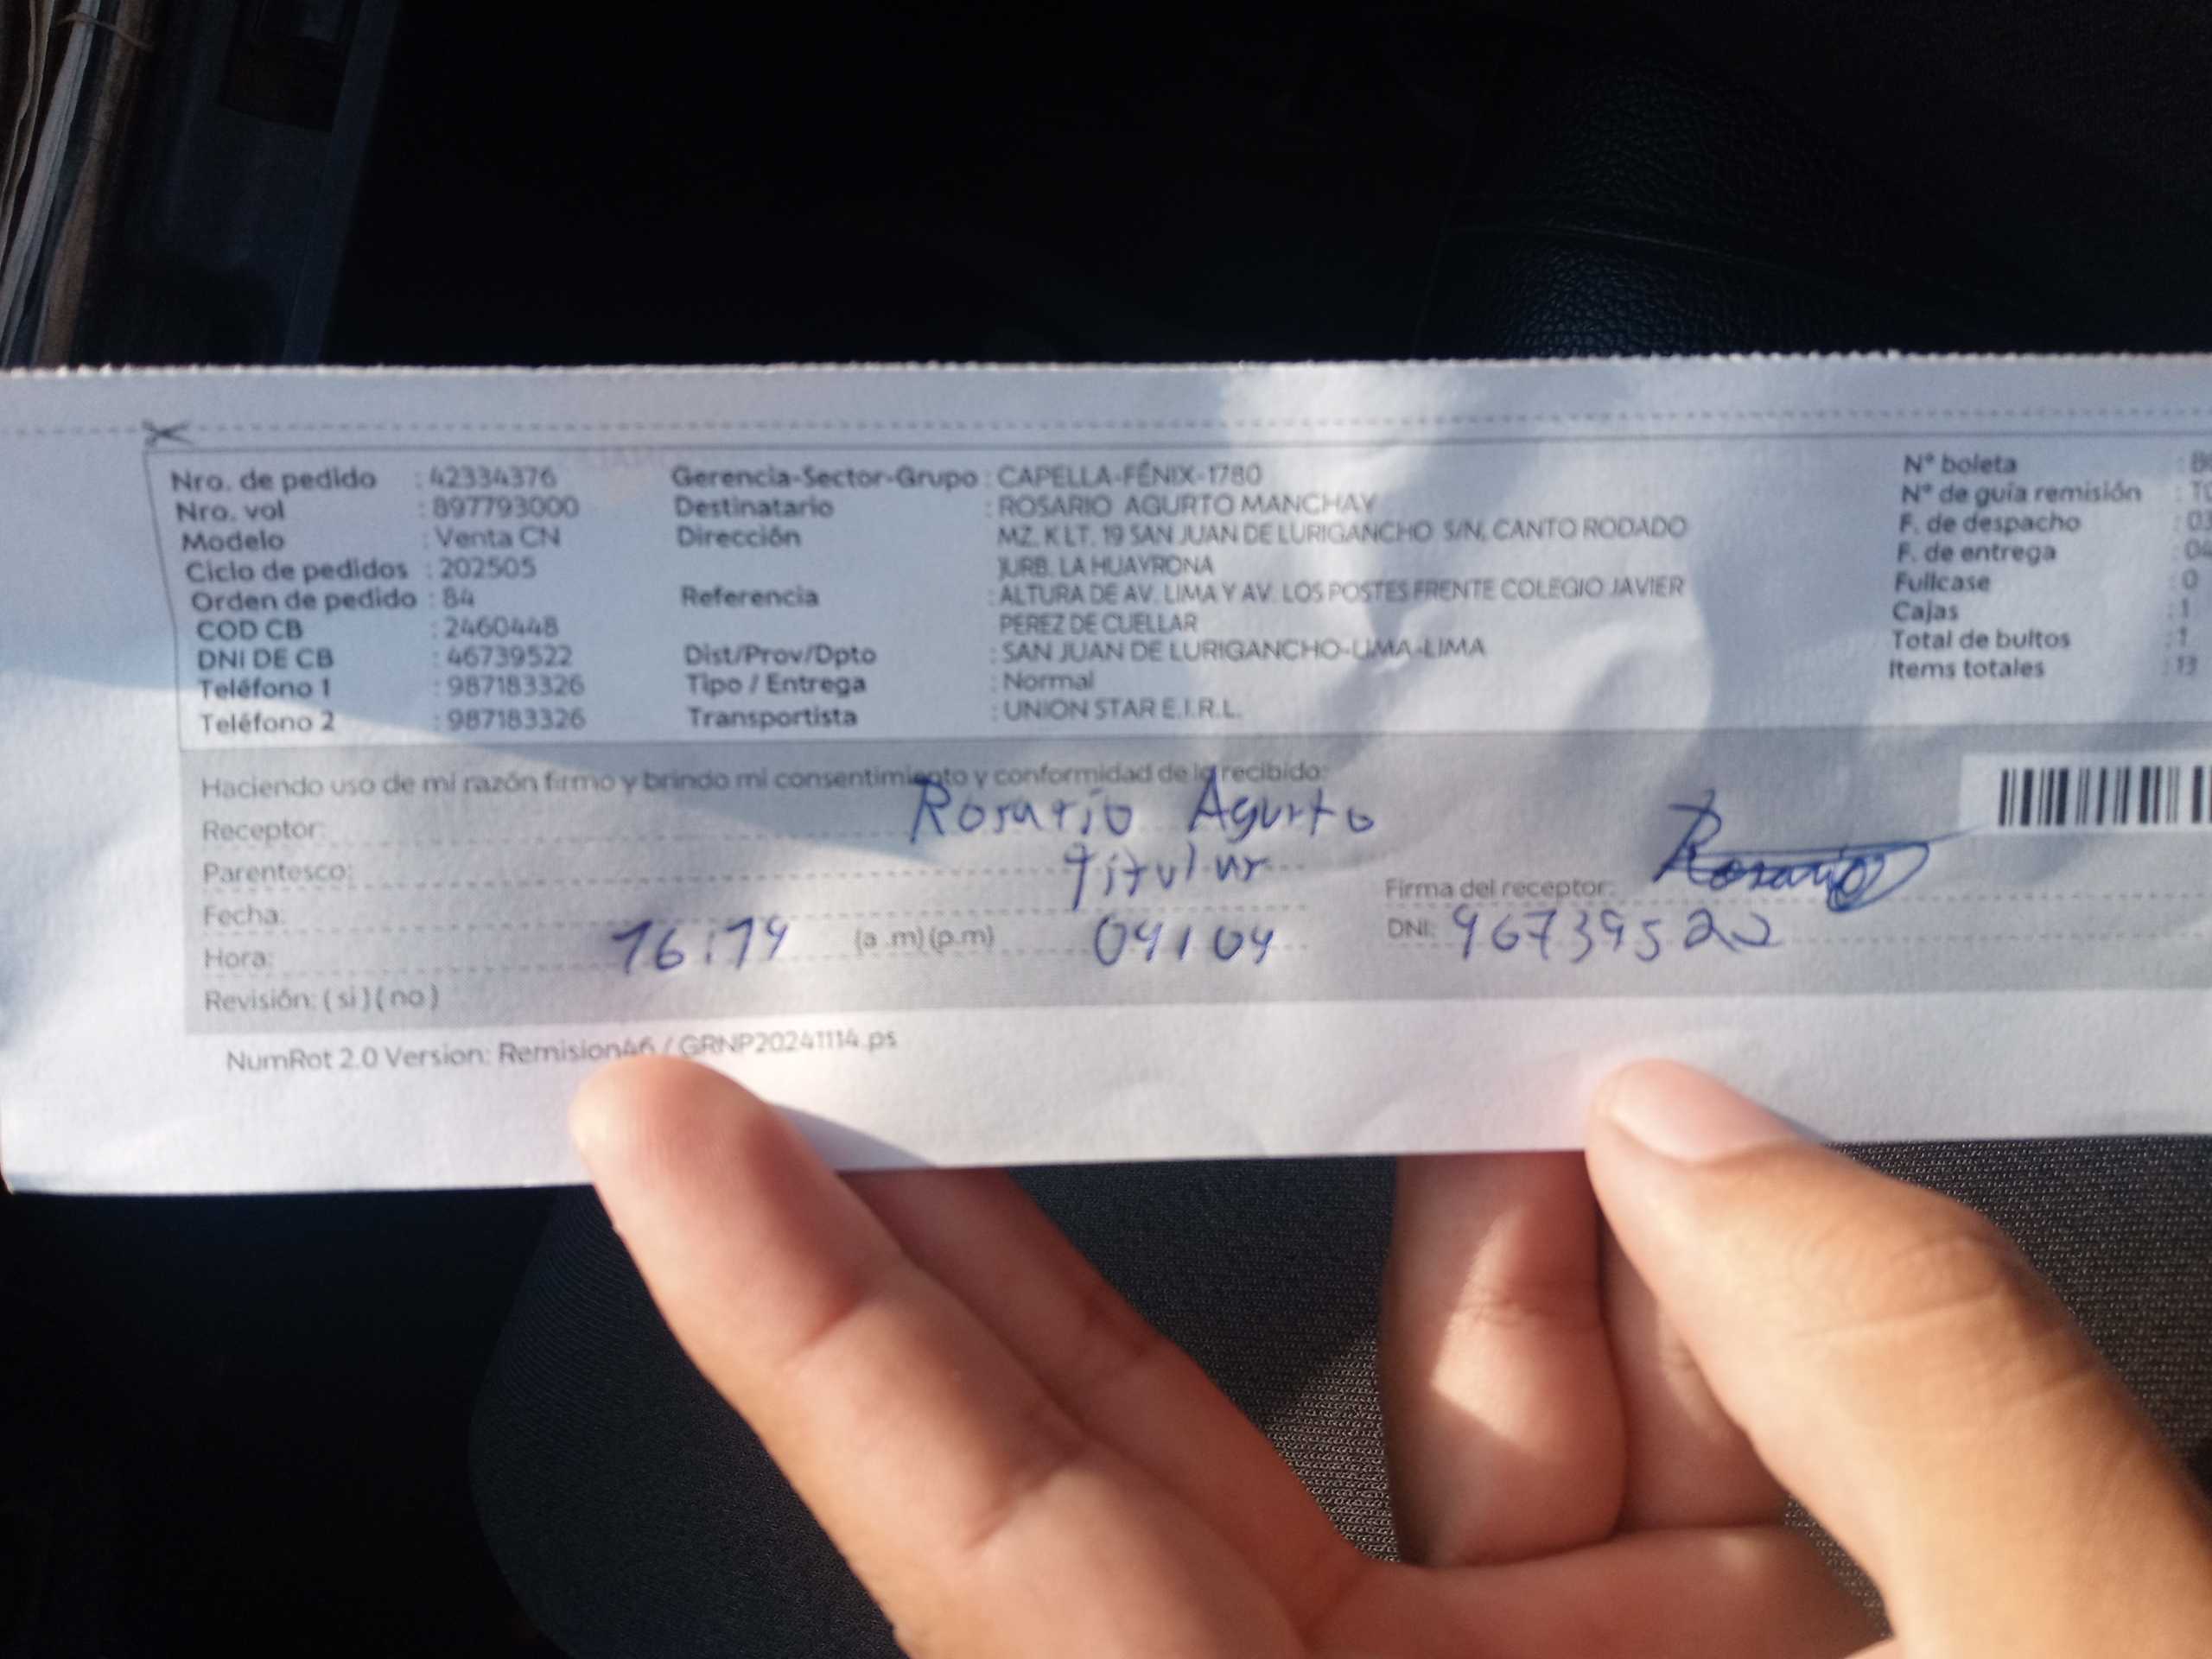 Nro. de pedido : 42334376 Gerencia-Sector-Grupo : CAPELLA-FÉNIX-1780 N° boleta
Nro. vol : 897793000 Destinatario : ROSARIO AGURTO MANCHAY N° de guía remisión
Modelo : Venta CN Dirección MZ. K LT. 19 SAN JUAN DE LURIGANCHO S/N, CANTO RODADO F. de despacho : 03
Ciclo de pedidos : 202505 URB. LA HUAYRONA F. de entrega : 04
Orden de pedido : 84 Referencia : ALTURA DE AV. LIMA Y AV. LOS POSTES FRENTE COLEGIO JAVIER Fullcase : 0
COD CB : 2460448 PEREZ DE CUELLAR Cajas : 1
DNI DE CB : 46739522 Dist/Prov/Dpto : SAN JUAN DE LURIGANCHO-LIMA-LIMA Total de bultos : 1
Teléfono 1 : 987183326 Tipo / Entrega : Normal Items totales : 13
Teléfono 2 : 987183326 Transportista : UNION STAR E.I.R.L.
Haciendo uso de mi razón firmo y brindo mi consentimiento y conformidad de lo recibido:
Receptor: Rosario Agurto
Parentesco: Titular
Firma del receptor: Rosario
Fecha: 04/04
Hora: 16:14 (a .m) (p.m)
DNI: 46739522
Revisión: ( si ) ( no )
NumRot 2.0 Version: Remision46 / GRNP20241114.ps